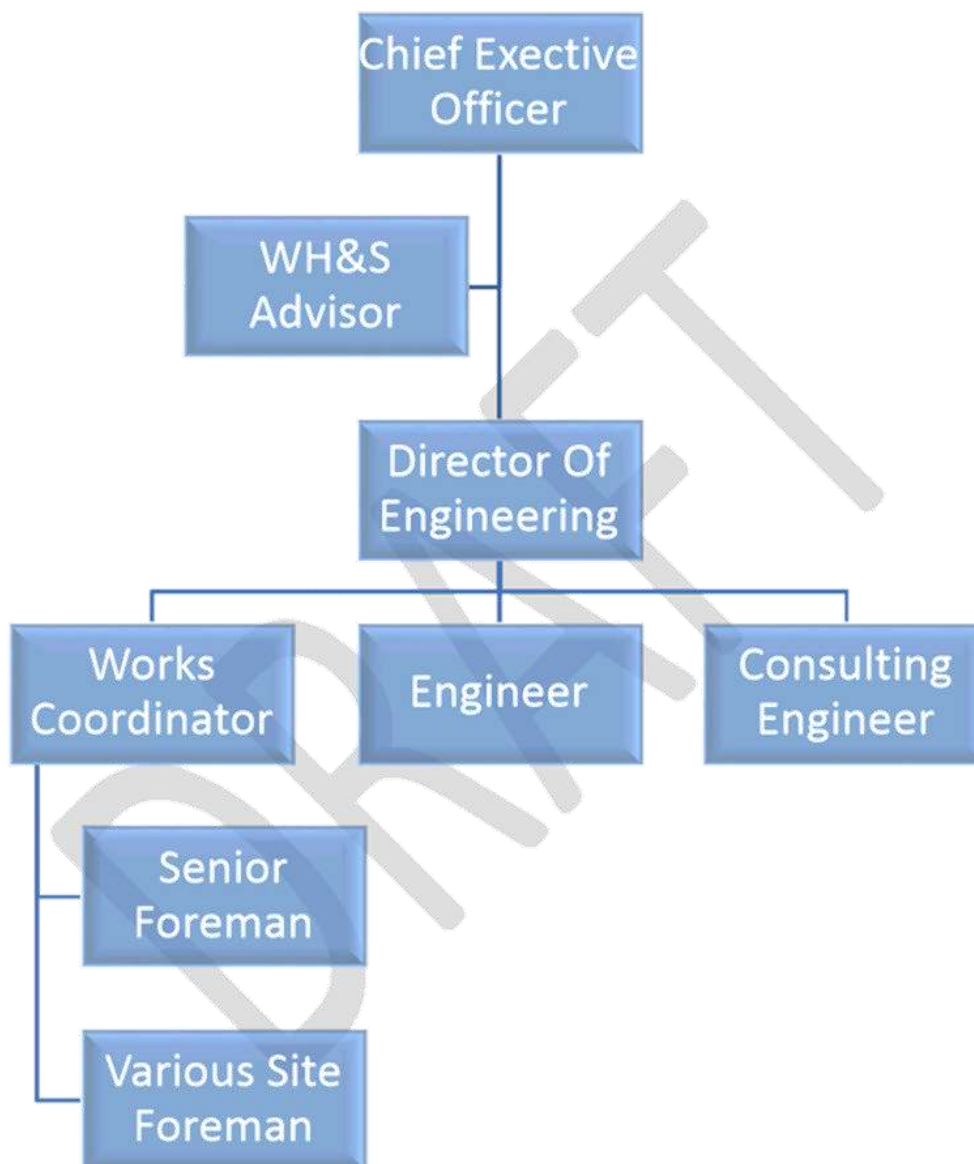 Chief Exective
Officer
WH&S
Advisor
Director Of
Engineering
Works
Coordinator
Engineer
Consulting
Engineer
Senior
Foreman
Various Site
Foreman
DRAFT